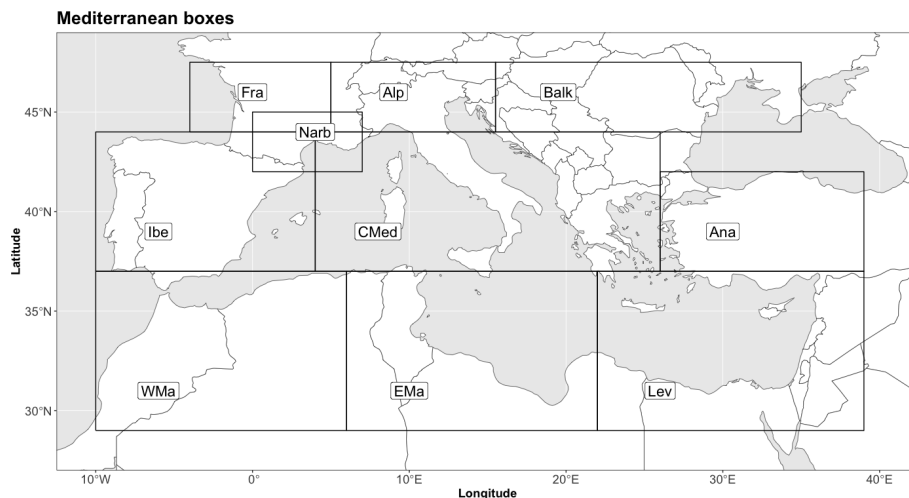 Mediterranean boxes
Fra
Alp
Balk
45°N
Narb
40°N
Ibe
CMed
Ana
Latitude
35°N
WMa
EMa
Lev
30°N
10°W
0°
10°E
20°E
30°E
40°E
Longitude